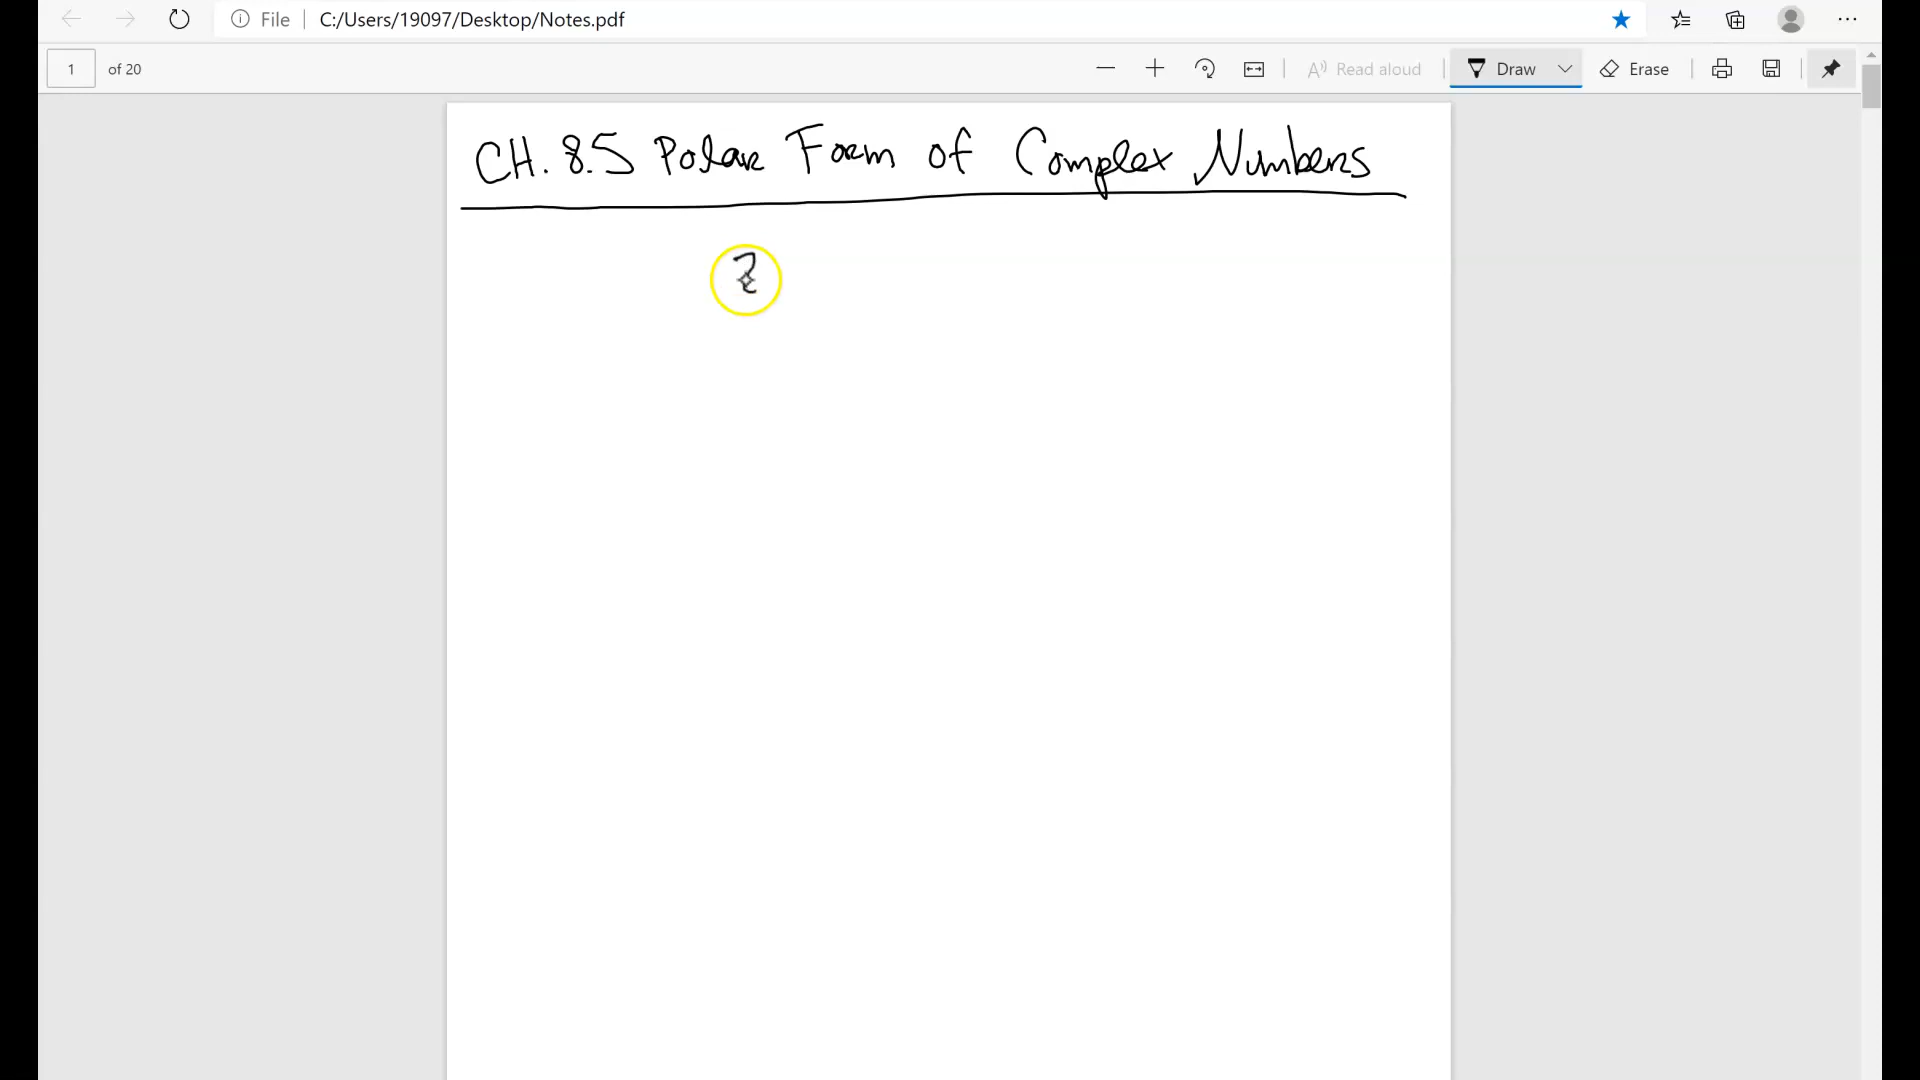 File C:/Users/19097/Desktop/Notes.pdf
1 of 20 Read aloud Draw Erase
CH. 8.5 Polar Form of Complex Numbers
z